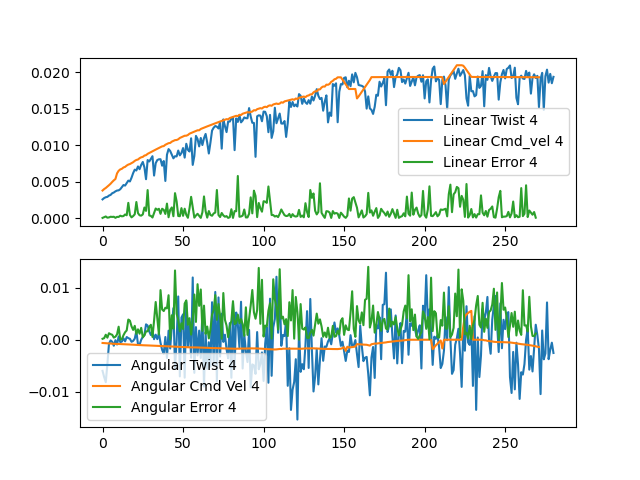 0.020
0.015
0.010
0.005
0.000
Linear Twist 4
Linear Cmd_vel 4
Linear Error 4
0 50 100 150 200 250
0.01
0.00
−0.01
Angular Twist 4
Angular Cmd Vel 4
Angular Error 4
0 50 100 150 200 250